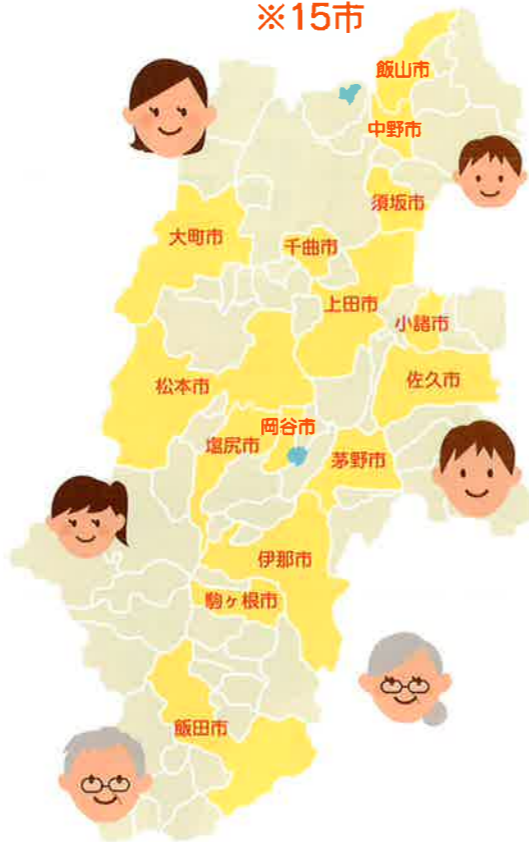 ※15市
飯山市
中野市
須坂市
大町市
千曲市
上田市
小諸市
佐久市
松本市
岡谷市
塩尻市
茅野市
伊那市
駒ヶ根市
飯田市